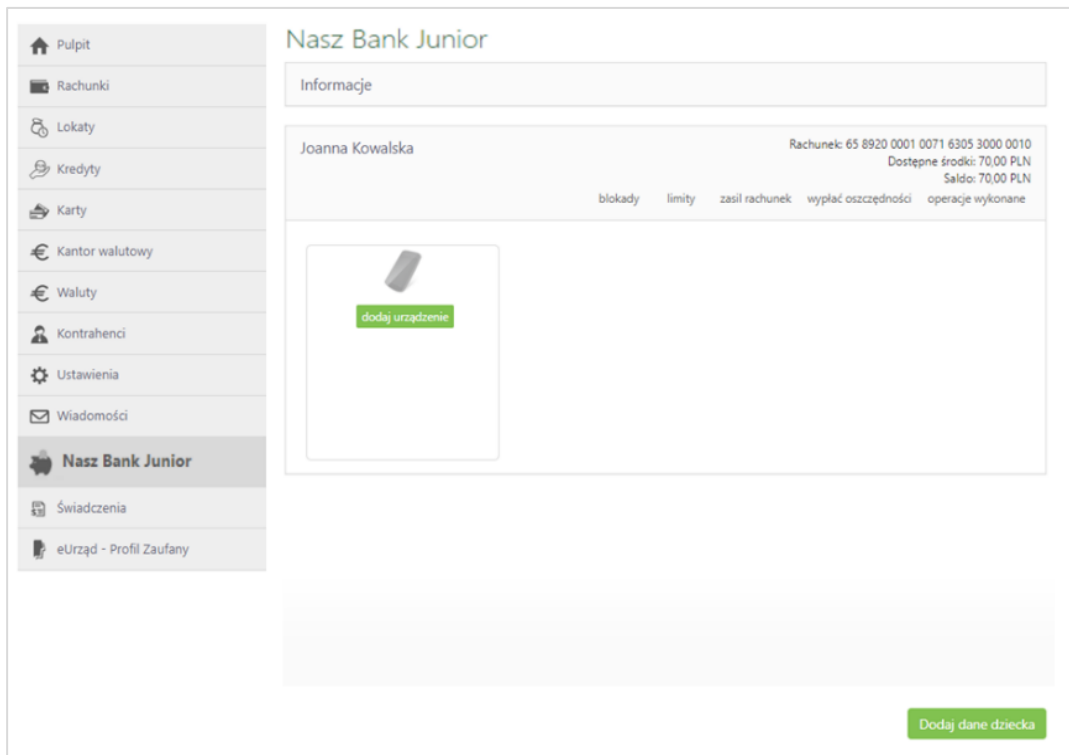 Pulpit
Rachunki
Lokaty
Kredyty
Karty
Kantor walutowy
Waluty
Kontrahenci
Ustawienia
Wiadomości
Nasz Bank Junior
Świadczenia
eUrząd - Profil Zaufany
Nasz Bank Junior
Informacje
Joanna Kowalska
Rachunek: 65 8920 0001 0071 6305 3000 0010
Dostępne środki: 70,00 PLN
Saldo: 70,00 PLN
blokady limity zasil rachunek wypłać oszczędności operacje wykonane
dodaj urządzenie
Dodaj dane dziecka